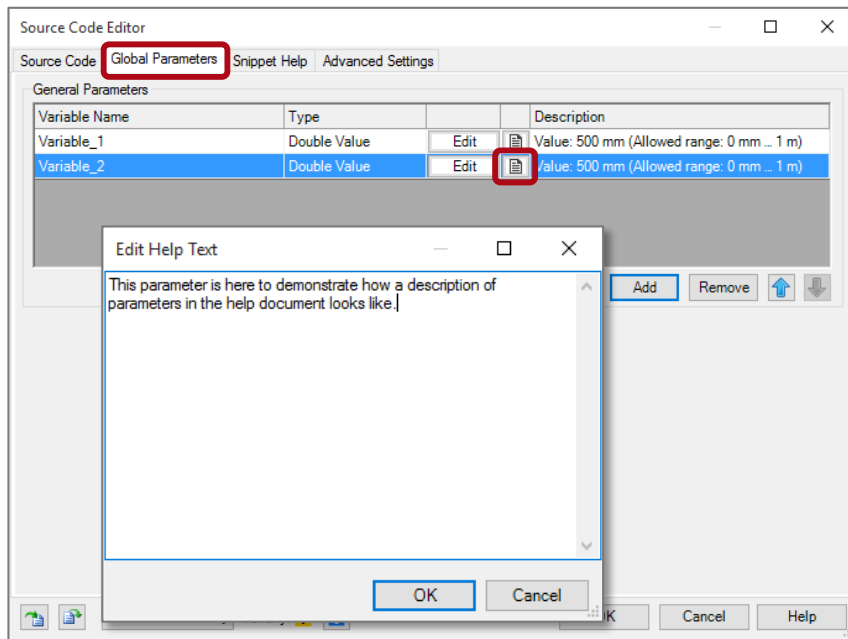 Source Code Editor
Source Code Global Parameters Snippet Help Advanced Settings
General Parameters
Variable Name Type Description
Variable_1 Double Value Edit Value: 500 mm (Allowed range: 0 mm ... 1 m)
Variable_2 Double Value Edit Value: 500 mm (Allowed range: 0 mm ... 1 m)
Edit Help Text
Add Remove
This parameter is here to demonstrate how a description of
parameters in the help document looks like.
OK Cancel
Cancel Help